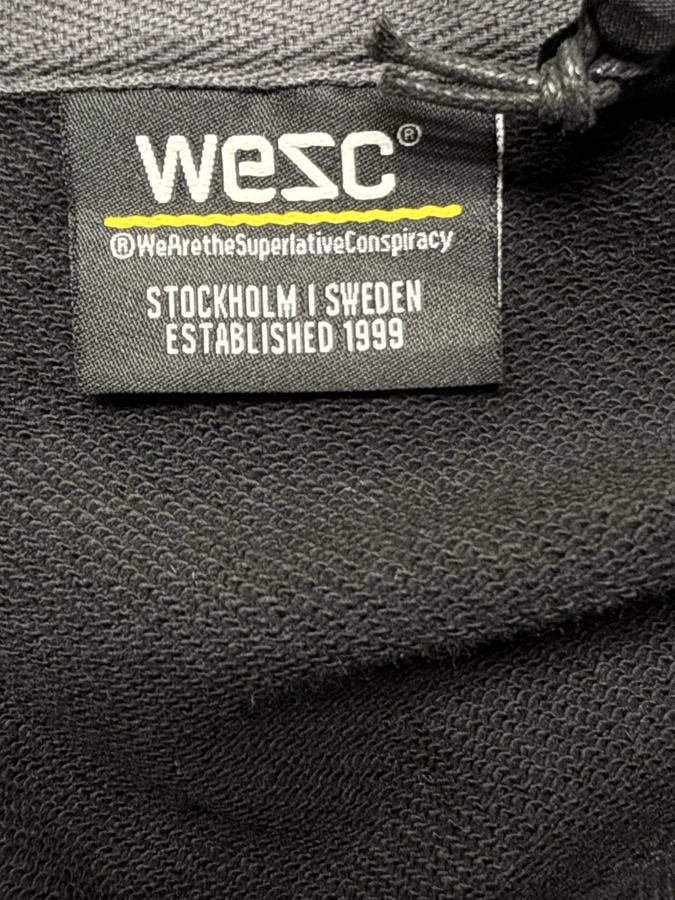 wesc®
®WeAretheSuperlativeConspiracy
STOCKHOLM | SWEDEN
ESTABLISHED 1999